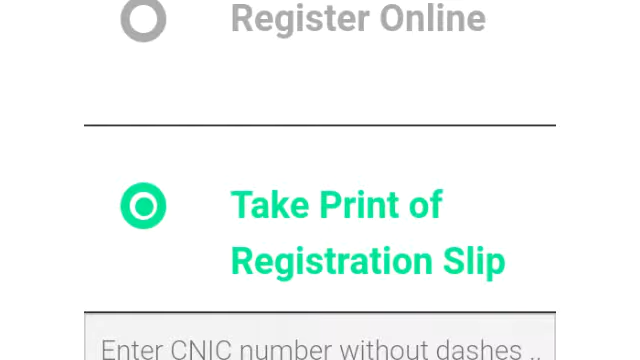 Register Online
Take Print of
Registration Slip
Enter CNIC number without dashes ..